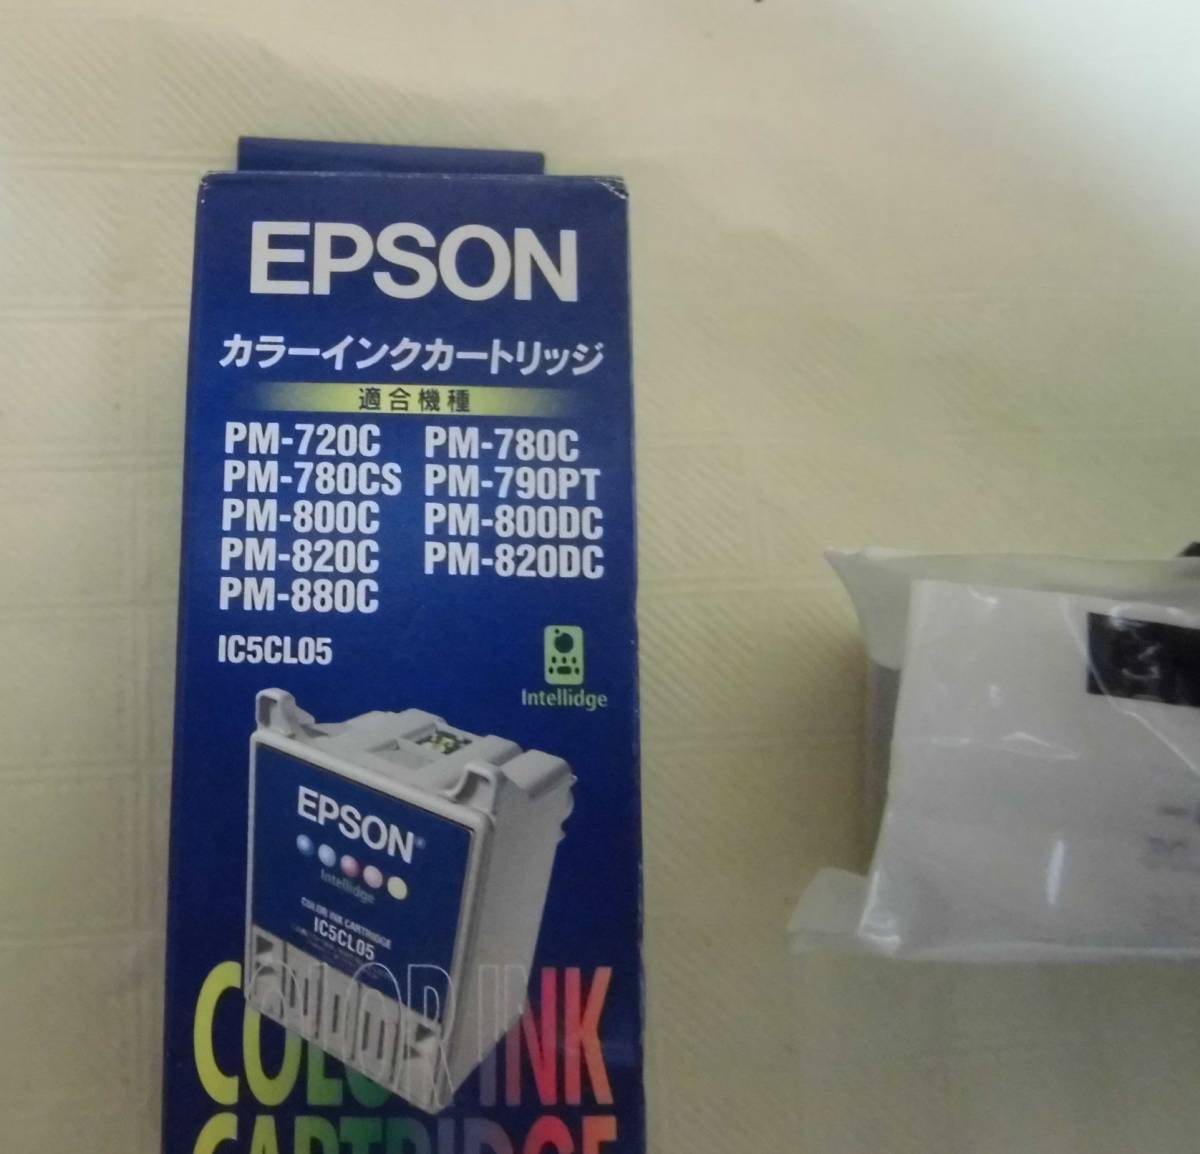 EPSON
カラーインクカートリッジ
適合機種
PM-720C PM-780C
PM-780CS PM-790PT
PM-800C PM-800DC
PM-820C PM-820DC
PM-880C
IC5CL05
Intellidge
EPSON
Intellidge
COLOR INK CARTRIDGE
IC5CL05
COLOR INK
CARTRIDGE
3